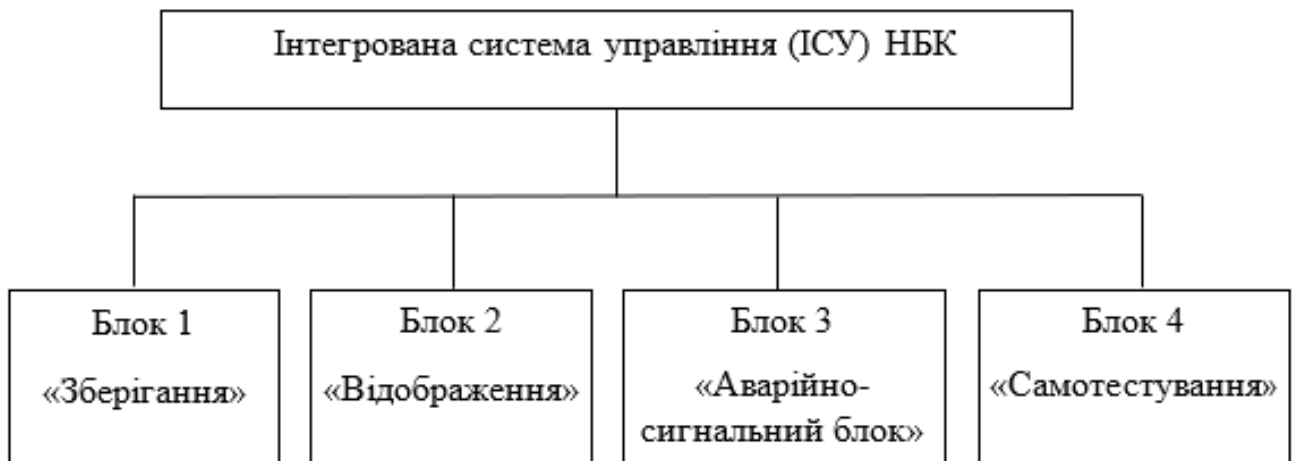 Інтегрована система управління (ІСУ) НБК
Блок 1
«Зберігання»
Блок 2
«Відображення»
Блок 3
«Аварійно-
сигнальний блок»
Блок 4
«Самотестування»